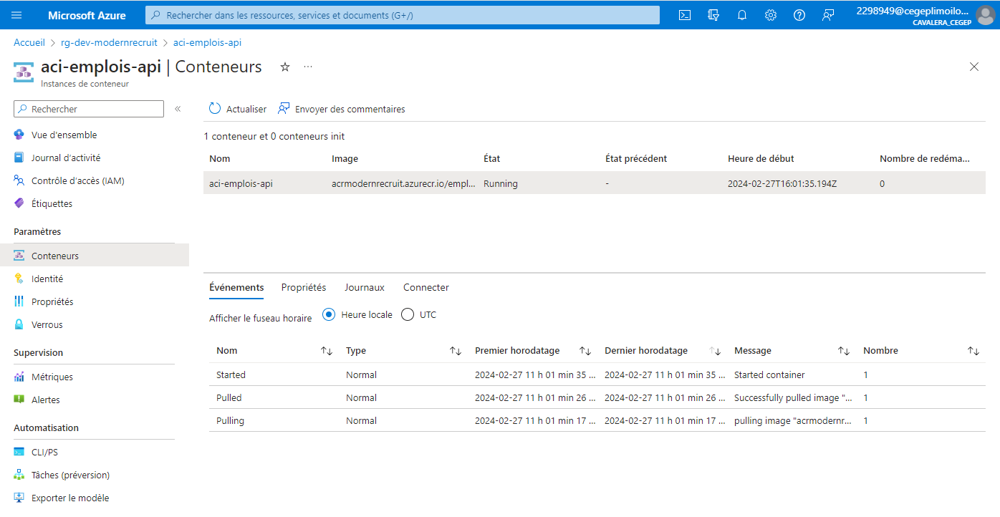 Microsoft Azure
Rechercher dans les ressources, services et documents (G+/)
2298949@cegeplimoilo...
CAVALERA_CEGEP
Accueil > rg-dev-modernrecruit > aci-emplois-api
aci-emplois-api | Conteneurs
Instances de conteneur
Rechercher
Actualiser Envoyer des commentaires
Vue d'ensemble
Journal d’activité
Contrôle d’accès (IAM)
Étiquettes
Paramètres
Conteneurs
Identité
Propriétés
Verrous
Supervision
Métriques
Alertes
Automatisation
CLI/PS
Tâches (préversion)
Exporter le modèle
1 conteneur et 0 conteneurs init
Nom Image État État précédent Heure de début Nombre de redéma...
aci-emplois-api acrmodernrecruit.azurecr.io/empl... Running - 2024-02-27T16:01:35.194Z 0
Événements Propriétés Journaux Connecter
Afficher le fuseau horaire Heure locale UTC
Nom Type Premier horodatage Dernier horodatage Message Nombre
Started Normal 2024-02-27 11 h 01 min 35 ... 2024-02-27 11 h 01 min 35 ... Started container 1
Pulled Normal 2024-02-27 11 h 01 min 26 ... 2024-02-27 11 h 01 min 26 ... Successfully pulled image "... 1
Pulling Normal 2024-02-27 11 h 01 min 17 ... 2024-02-27 11 h 01 min 17 ... pulling image "acrmodernr... 1